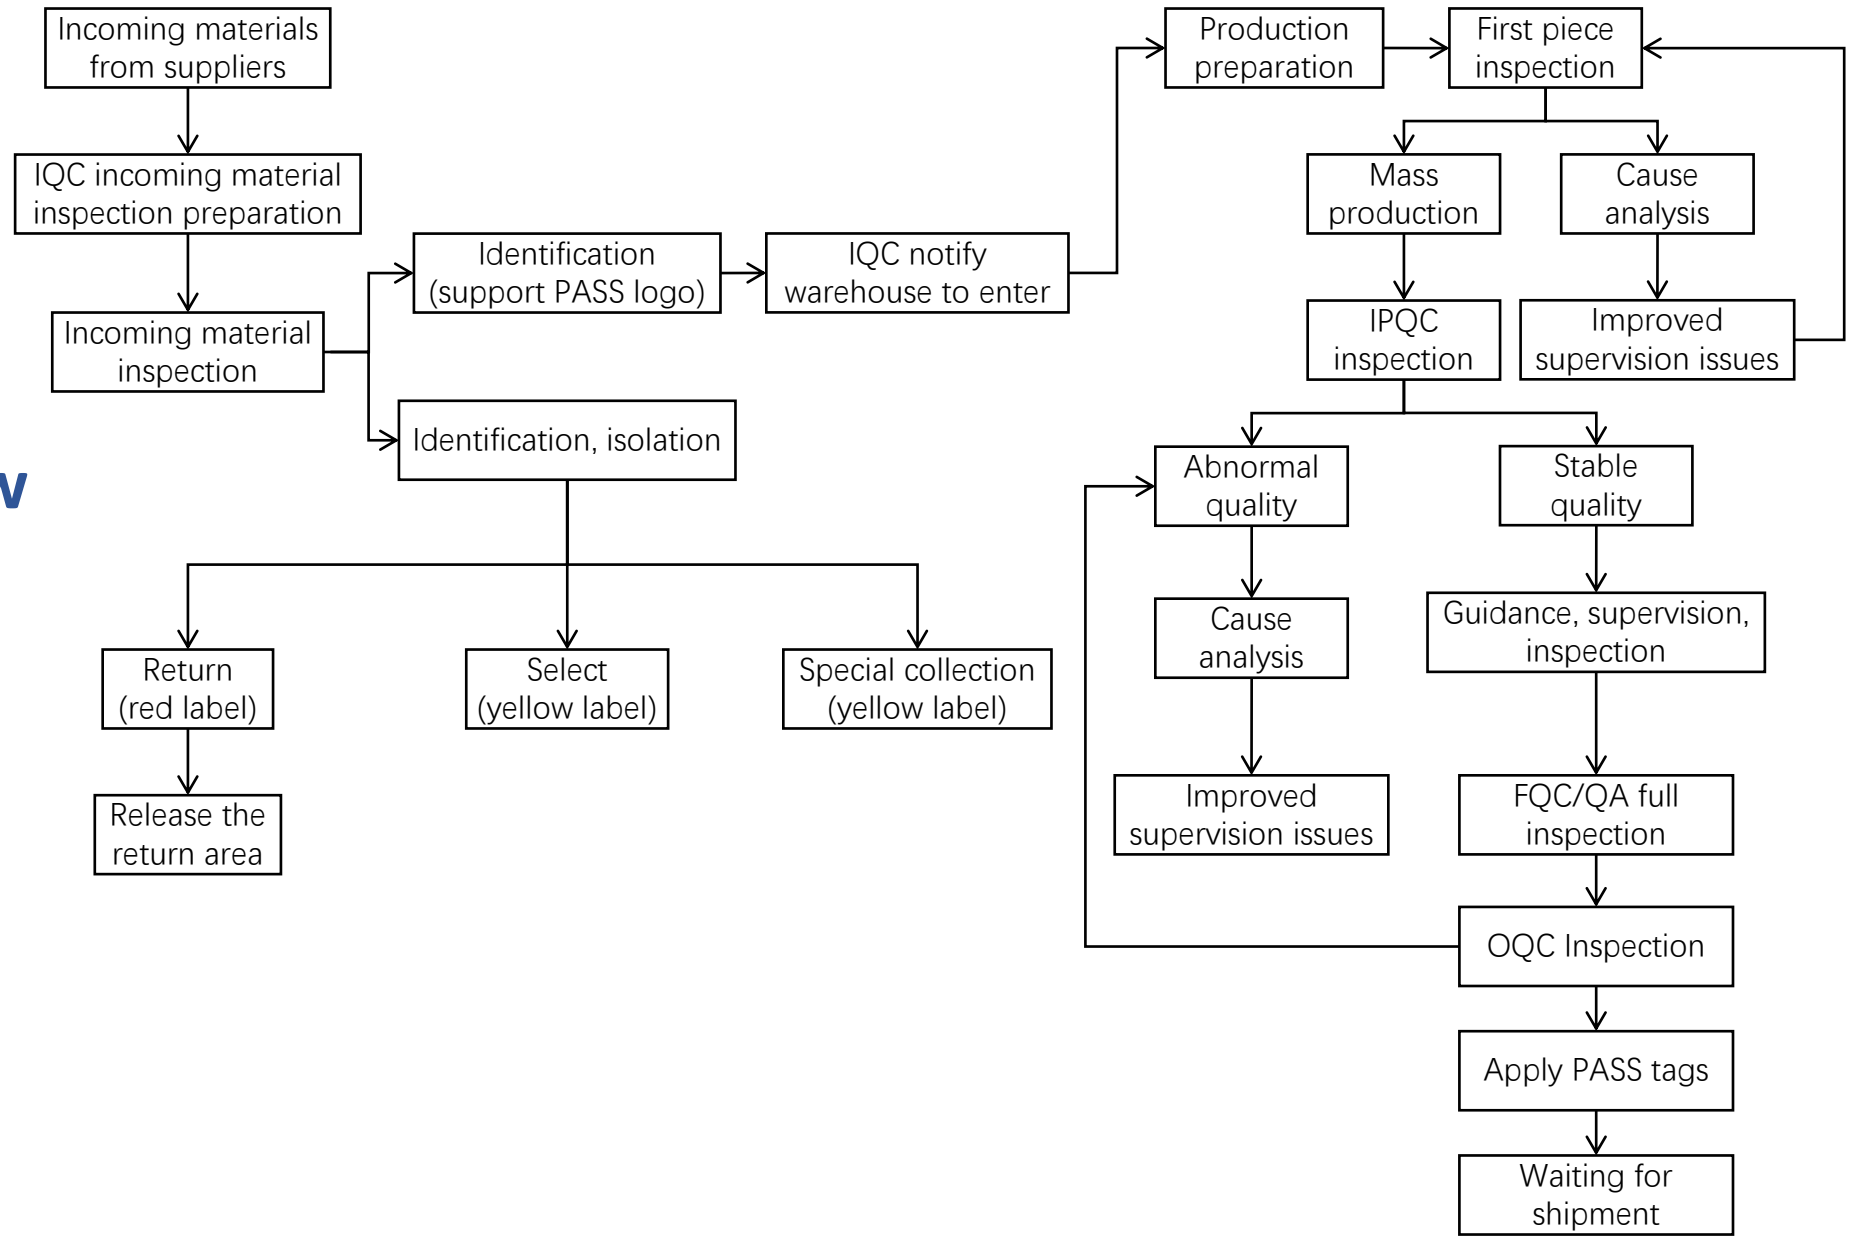 Incoming materials
from suppliers
IQC incoming material
inspection preparation
Incoming material
inspection
Identification
(support PASS logo)
IQC notify
warehouse to enter
Identification, isolation
Return
(red label)
Select
(yellow label)
Special collection
(yellow label)
Release the
return area
Production
preparation
First piece
inspection
Mass
production
Cause
analysis
IPQC
inspection
Improved
supervision issues
Abnormal
quality
Stable
quality
Cause
analysis
Guidance, supervision,
inspection
Improved
supervision issues
FQC/QA full
inspection
OQC Inspection
Apply PASS tags
Waiting for
shipment